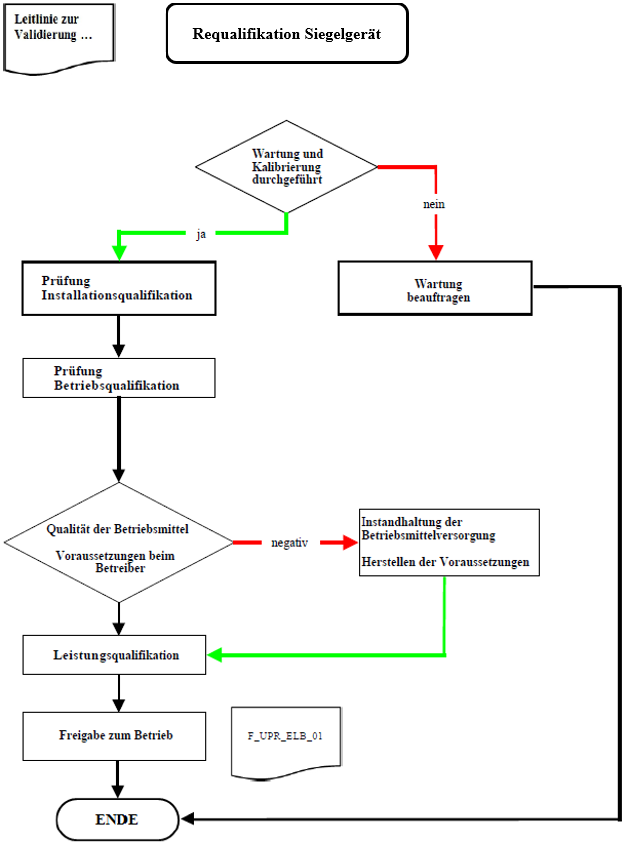 Leitlinie zur
Validierung ...
Requalifikation Siegelgerät
Wartung und
Kalibrierung
durchgeführt
nein
ja
Prüfung
Installationsqualifikation
Wartung
beauftragen
Prüfung
Betriebsqualifikation
Qualität der Betriebsmittel
Voraussetzungen beim
Betreiber
negativ
Instandhaltung der
Betriebsmittelversorgung
Herstellen der Voraussetzungen
Leistungsqualifikation
Freigabe zum Betrieb
F_UPR_ELB_01
ENDE